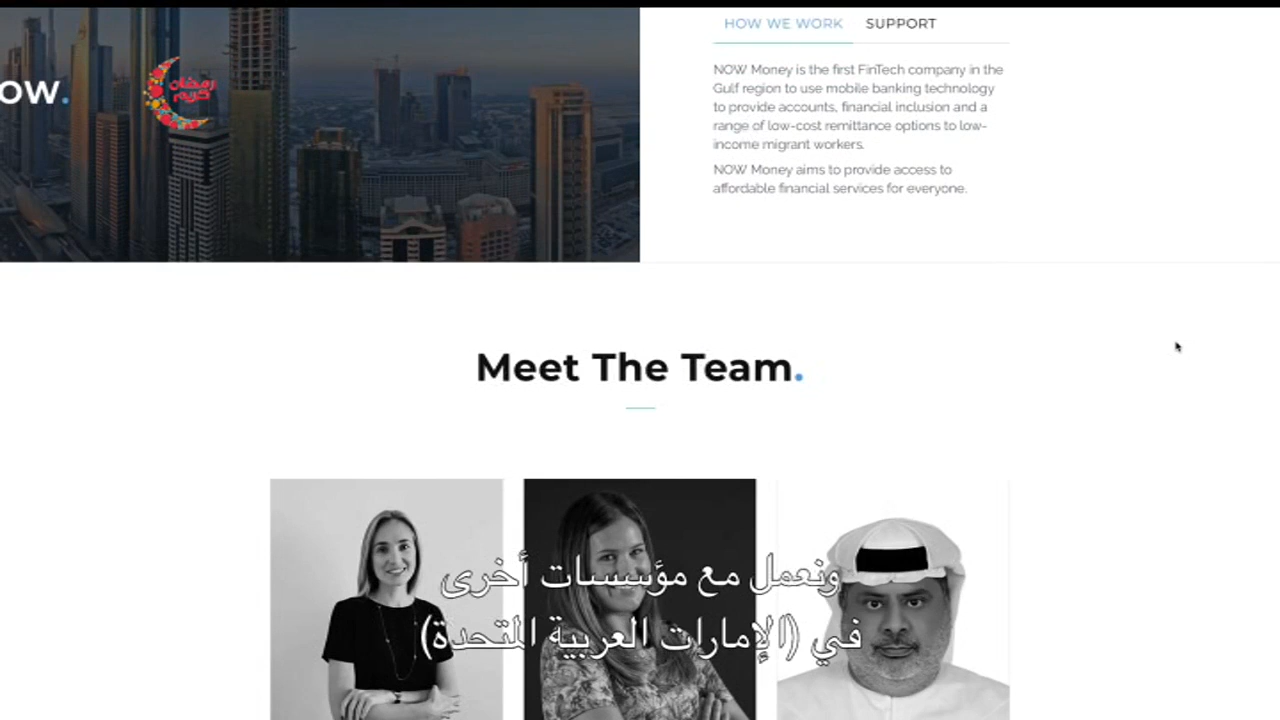 ow.
رمضان
كريم
HOW WE WORK SUPPORT
NOW Money is the first FinTech company in the
Gulf region to use mobile banking technology
to provide accounts, financial inclusion and a
range of low-cost remittance options to low-
income migrant workers.
NOW Money aims to provide access to
affordable financial services for everyone.
Meet The Team.
ونعمل مع مؤسسات أخرى
في (الإمارات العربية المتحدة)